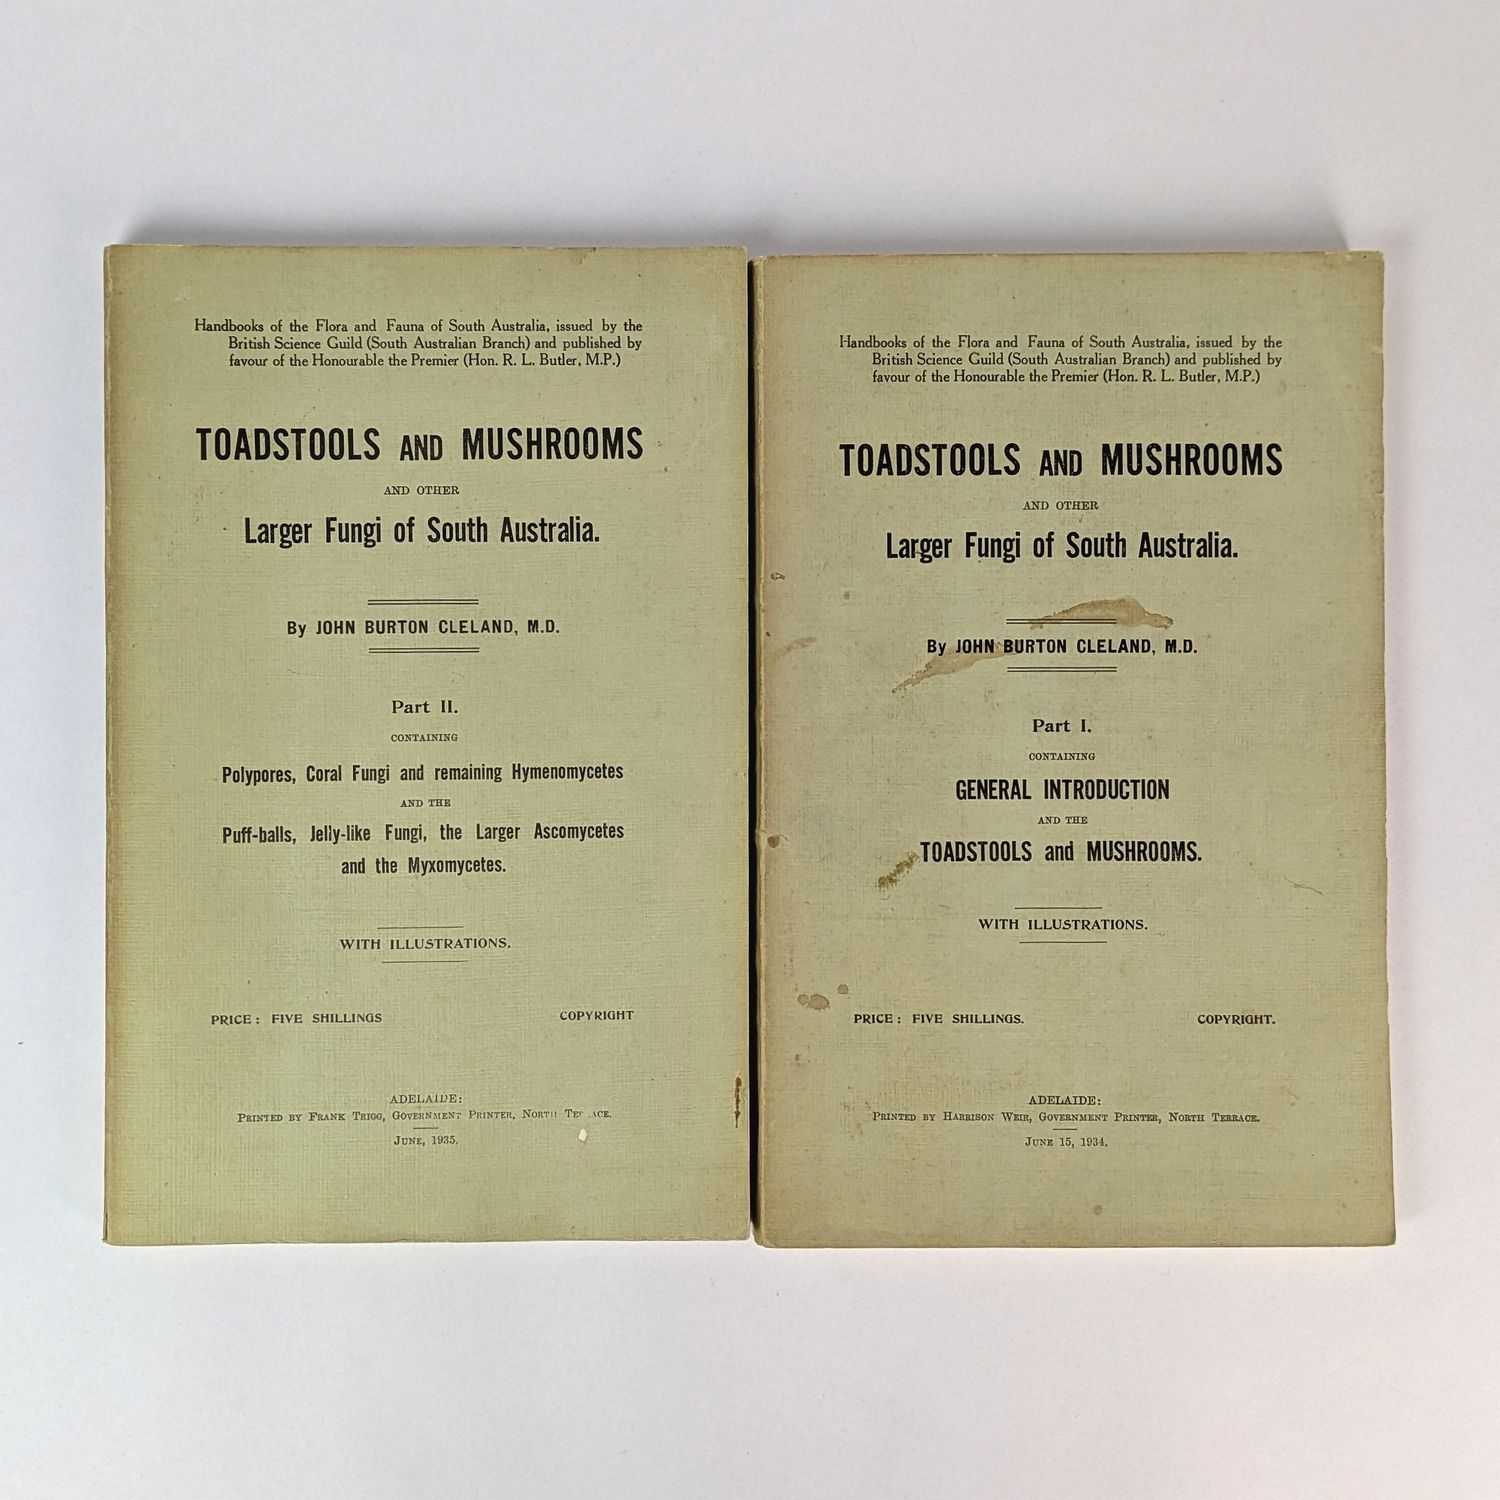 Handbooks of the Flora and Fauna of South Australia, issued by the
British Science Guild (South Australian Branch) and published by
favour of the Honourable the Premier (Hon. R. L. Butler, M.P.)
TOADSTOOLS AND MUSHROOMS
AND OTHER
Larger Fungi of South Australia.
By JOHN BURTON CLELAND, M.D.
Part II.
CONTAINING
Polypores, Coral Fungi and remaining Hymenomycetes
AND THE
Puff-balls, Jelly-like Fungi, the Larger Ascomycetes
and the Myxomycetes.
WITH ILLUSTRATIONS.
PRICE: FIVE SHILLINGS COPYRIGHT
ADELAIDE:
PRINTED BY FRANK TRIGG, GOVERNMENT PRINTER, NORTH
JUNE, 1935.
Handbooks of the Flora and Fauna of South Australia, issued by the
British Science Guild (South Australian Branch) and published by
favour of the Honourable the Premier (Hon. R. L. Butler, M.P.)
TOADSTOOLS AND MUSHROOMS
AND OTHER
Larger Fungi of South Australia.
By JOHN BURTON CLELAND, M.D.
Part I.
CONTAINING
GENERAL INTRODUCTION
AND THE
TOADSTOOLS and MUSHROOMS.
WITH ILLUSTRATIONS.
PRICE: FIVE SHILLINGS. COPYRIGHT.
ADELAIDE:
PRINTED BY HARRISON WEIR, GOVERNMENT PRINTER, NORTH TERRACE.
JUNE 15, 1934.